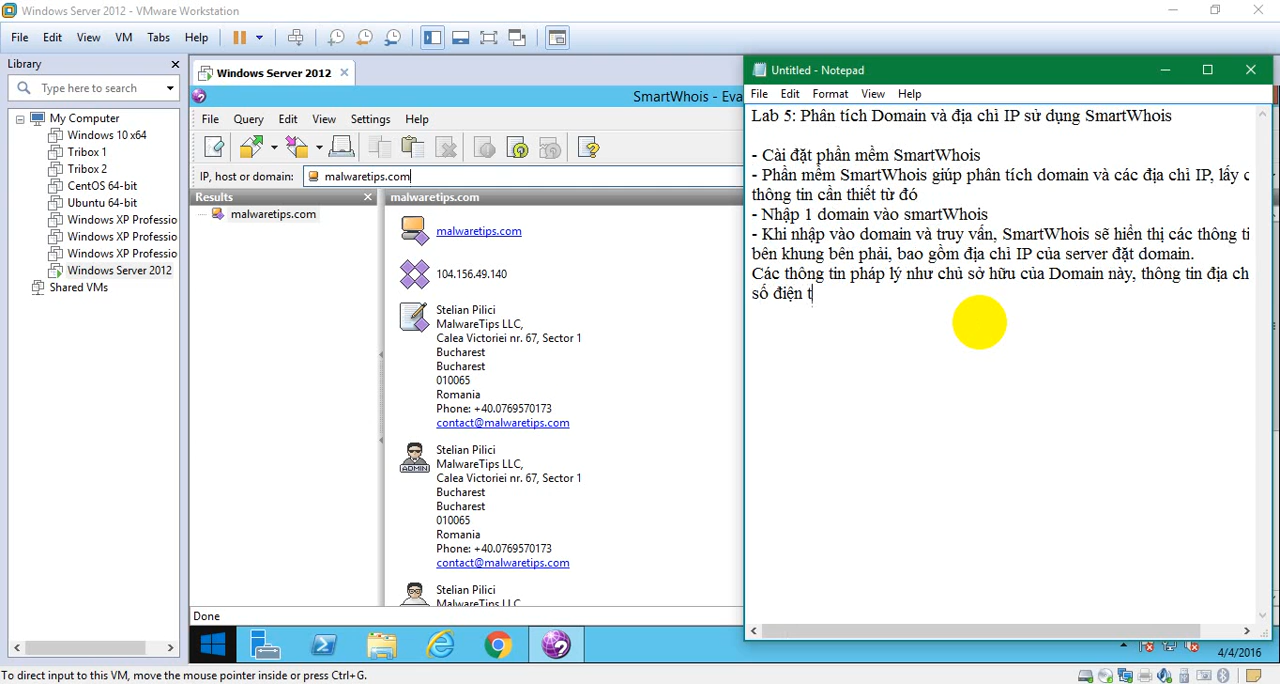 Windows Server 2012 - VMware Workstation
File Edit View VM Tabs Help
Library
Type here to search
My Computer
Windows 10 x64
Tribox 1
Tribox 2
CentOS 64-bit
Ubuntu 64-bit
Windows XP Professio
Windows XP Professio
Windows XP Professio
Windows Server 2012
Shared VMs
Windows Server 2012
SmartWhois - Eva
File Query Edit View Settings Help
IP, host or domain: malwaretips.com
Results
malwaretips.com
malwaretips.com
malwaretips.com
104.156.49.140
Stelian Pilici
MalwareTips LLC,
Calea Victoriei nr. 67, Sector 1
Bucharest
Bucharest
010065
Romania
Phone: +40.0769570173
contact@malwaretips.com
ADMIN
Stelian Pilici
MalwareTips LLC,
Calea Victoriei nr. 67, Sector 1
Bucharest
Bucharest
010065
Romania
Phone: +40.0769570173
contact@malwaretips.com
Stelian Pilici
MalwareTips LLC,
Done
Untitled - Notepad
File Edit Format View Help
Lab 5: Phân tích Domain và địa chỉ IP sử dụng SmartWhois
- Cài đặt phần mềm SmartWhois
- Phần mềm SmartWhois giúp phân tích domain và các địa chỉ IP, lấy c
thông tin cần thiết từ đó
- Nhập 1 domain vào smartWhois
- Khi nhập vào domain và truy vấn, SmartWhois sẽ hiển thị các thông ti
bên khung bên phải, bao gồm địa chỉ IP của server đặt domain.
Các thông tin pháp lý như chủ sở hữu của Domain này, thông tin địa ch
số điện t
4/4/2016
To direct input to this VM, move the mouse pointer inside or press Ctrl+G.